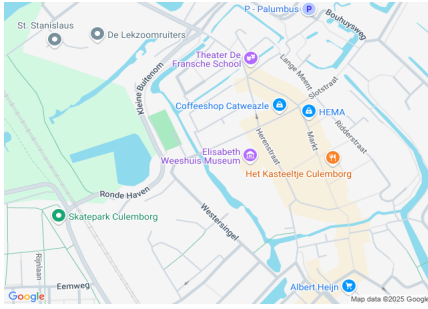 P - Palumbus
Bouhuysweg
St. Stanislaus
De Lekzoomruiters
Theater De
Fransche School
Lange Meent
Slotstraat
Kleine Buitenom
Coffeeshop Catweazle
HEMA
Ridderstraat
Markt
Herenstraat
Elisabeth
Weeshuis Museum
Het Kasteeltje Culemborg
Ronde Haven
Skatepark Culemborg
Westersingel
Rijnlaan
Eemweg
Albert Heijn
Google
Map data ©2025 Google